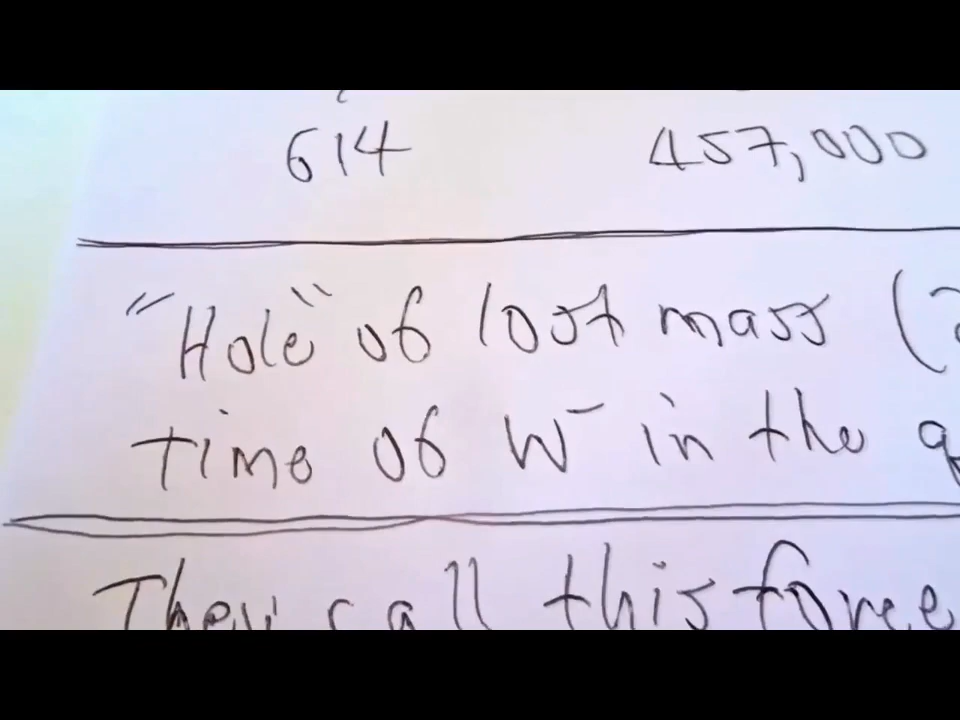 614 457,000
"Hole" of lost mass (
time of W⁻ in the
They call this force